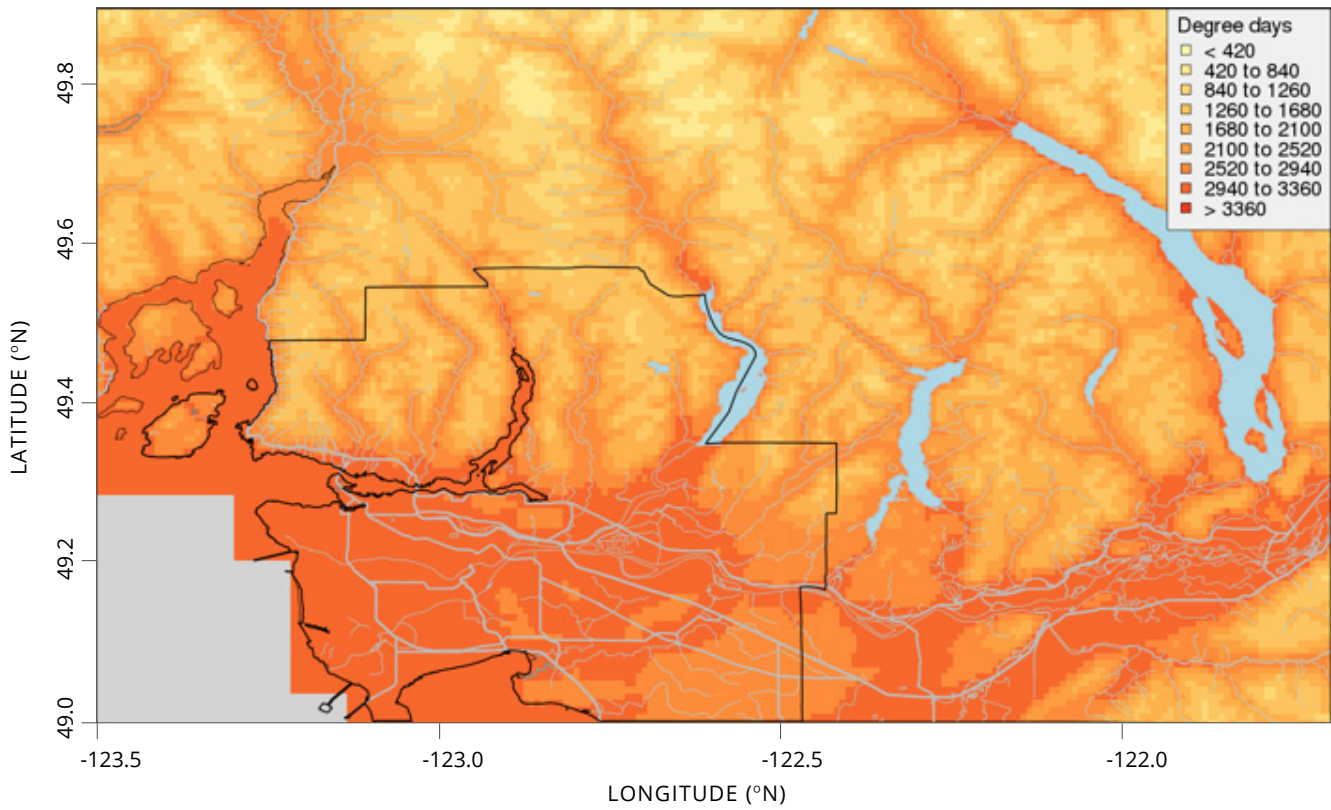 Degree days
< 420
420 to 840
840 to 1260
1260 to 1680
1680 to 2100
2100 to 2520
2520 to 2940
2940 to 3360
> 3360
49.8
49.6
49.4
49.2
49.0
LATITUDE (°N)
-123.5 -123.0 -122.5 -122.0
LONGITUDE (°N)